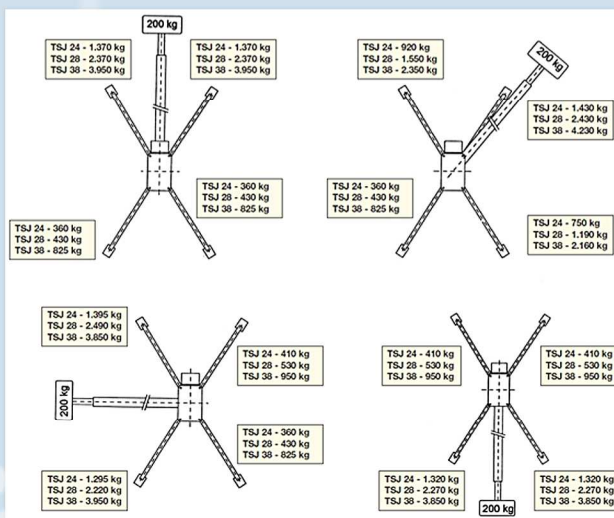 200 kg
TSJ 24 - 1.370 kg
TSJ 28 - 2.370 kg
TSJ 38 - 3.950 kg
TSJ 24 - 1.370 kg
TSJ 28 - 2.370 kg
TSJ 38 - 3.950 kg
TSJ 24 - 360 kg
TSJ 28 - 430 kg
TSJ 38 - 825 kg
TSJ 24 - 360 kg
TSJ 28 - 430 kg
TSJ 38 - 825 kg
200 kg
TSJ 24 - 920 kg
TSJ 28 - 1.550 kg
TSJ 38 - 2.350 kg
TSJ 24 - 1.430 kg
TSJ 28 - 2.430 kg
TSJ 38 - 4.230 kg
TSJ 24 - 360 kg
TSJ 28 - 430 kg
TSJ 38 - 825 kg
TSJ 24 - 750 kg
TSJ 28 - 1.190 kg
TSJ 38 - 2.160 kg
TSJ 24 - 1.395 kg
TSJ 28 - 2.490 kg
TSJ 38 - 3.850 kg
TSJ 24 - 410 kg
TSJ 28 - 530 kg
TSJ 38 - 950 kg
200 kg
TSJ 24 - 360 kg
TSJ 28 - 430 kg
TSJ 38 - 825 kg
TSJ 24 - 1.295 kg
TSJ 28 - 2.220 kg
TSJ 38 - 3.950 kg
TSJ 24 - 410 kg
TSJ 28 - 530 kg
TSJ 38 - 950 kg
TSJ 24 - 410 kg
TSJ 28 - 530 kg
TSJ 38 - 950 kg
TSJ 24 - 1.320 kg
TSJ 28 - 2.270 kg
TSJ 38 - 3.850 kg
TSJ 24 - 1.320 kg
TSJ 28 - 2.270 kg
TSJ 38 - 3.850 kg
200 kg